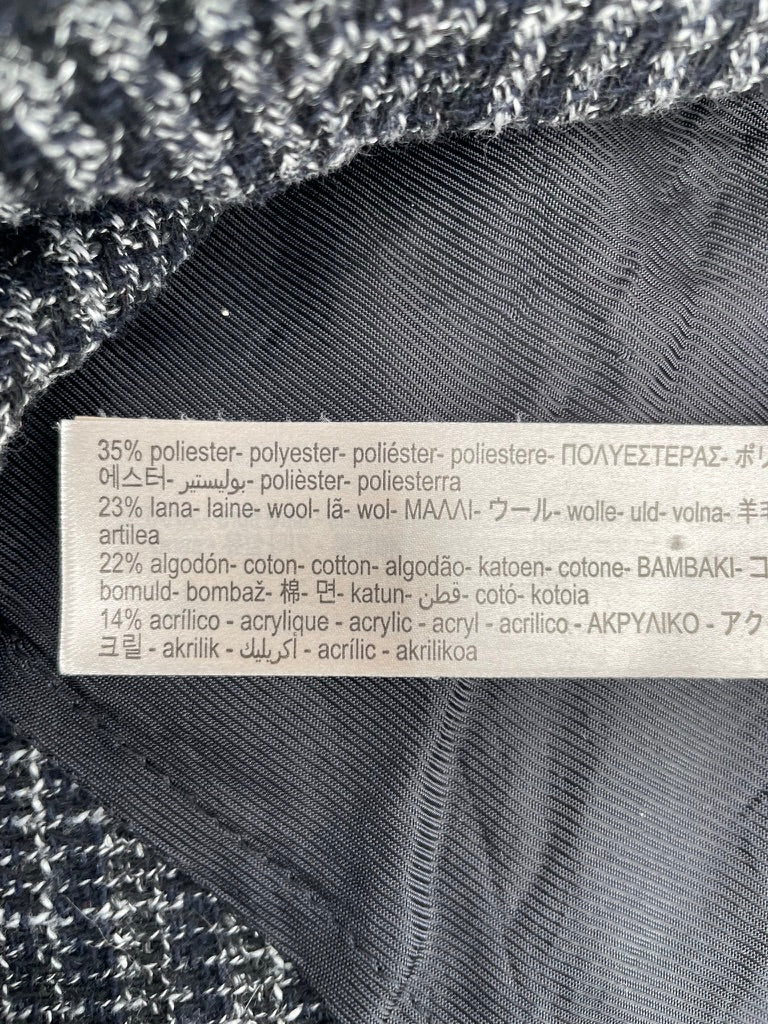 35% poliester- polyester- poliéster- poliestere- ΠΟΛΥΕΣΤΕΡΑΣ- ポリ
에스터- بوليستير- polièster- poliesterra
23% lana- laine- wool- lã- wol- ΜΑΛΛΙ- ウール- wolle- uld- volna- 羊毛
artilea
22% algodón- coton- cotton- algodão- katoen- cotone- ΒΑΜΒΑΚΙ- コ
bomuld- bombaž- 棉- 면- katun- قطن- cotó- kotoia
14% acrílico - acrylique - acrylic - acryl - acrilico - ΑΚΡΥΛΙΚΟ - アク
크릴 - akrilik - أكريليك - acrílic - akrilikoa